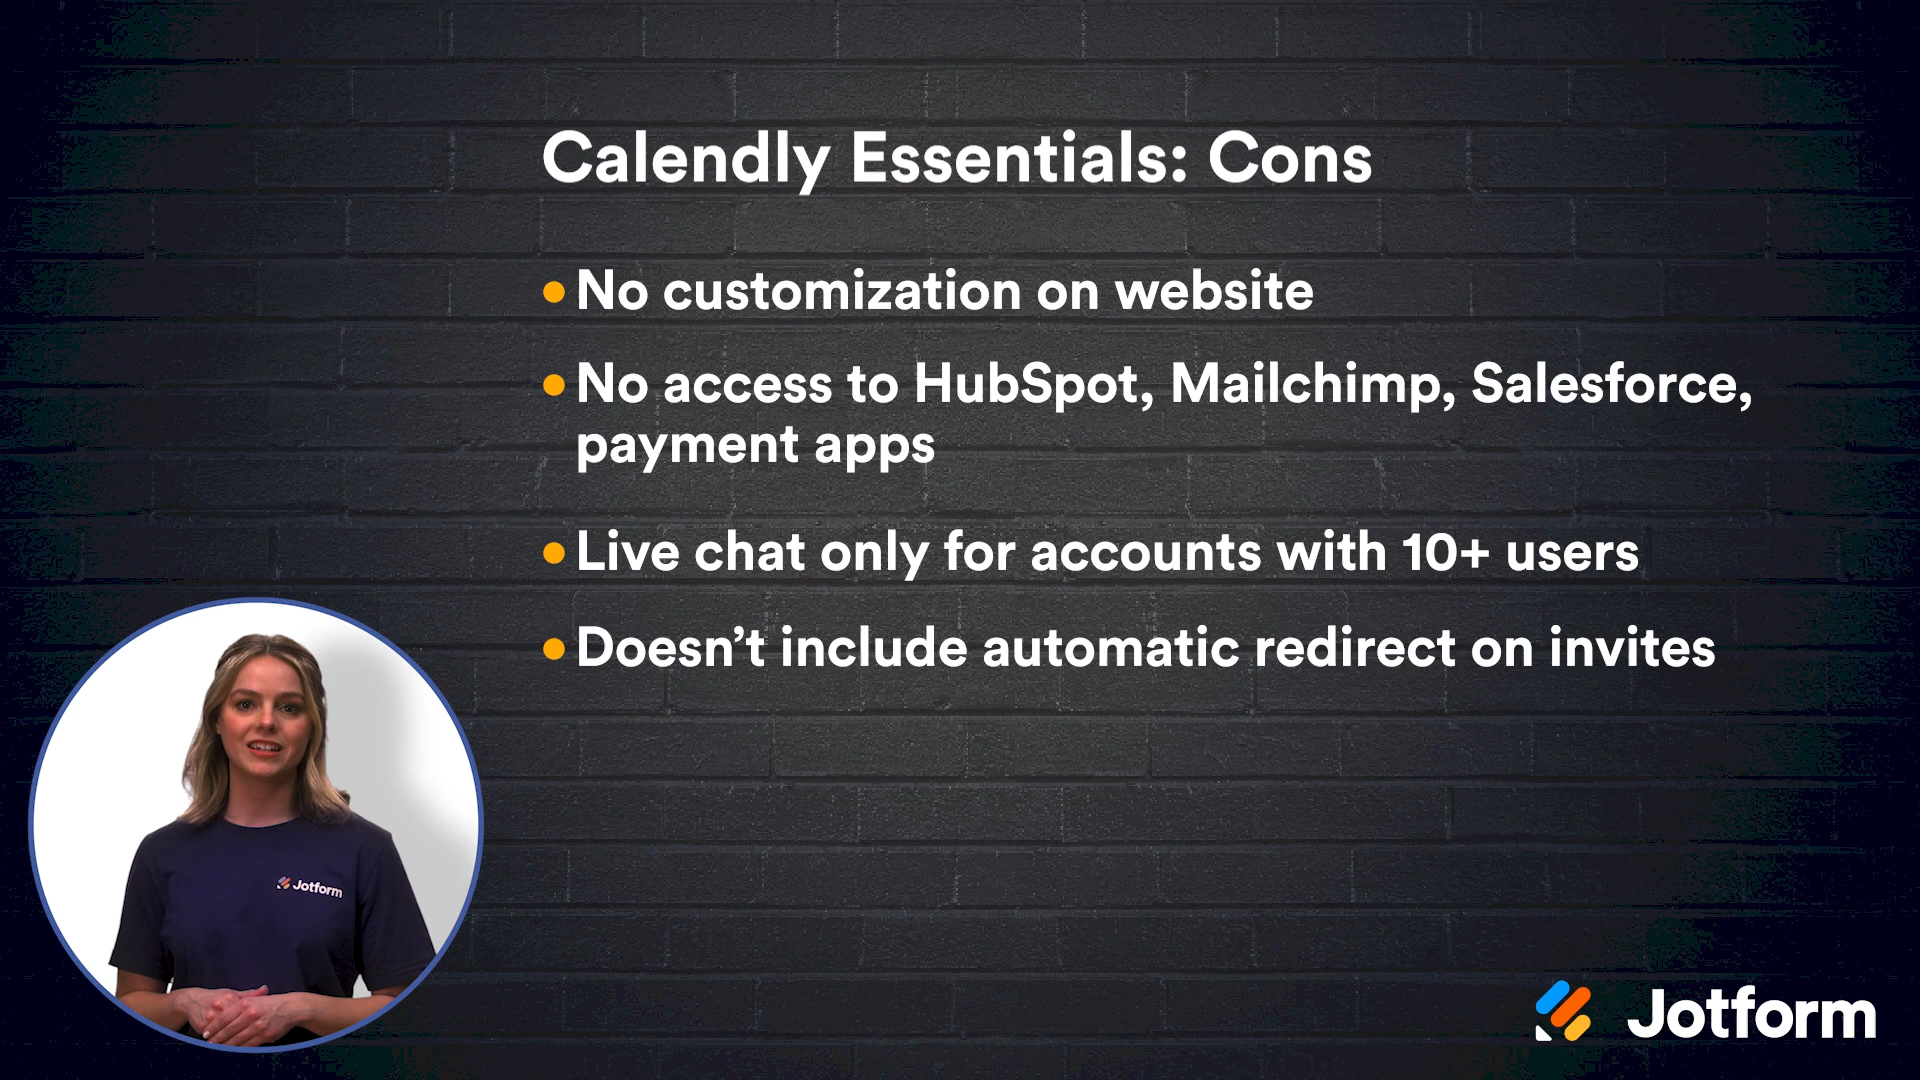 Calendly Essentials: Cons
No customization on website
No access to HubSpot, Mailchimp, Salesforce,
payment apps
Live chat only for accounts with 10+ users
Doesn’t include automatic redirect on invites
Jotform
Jotform